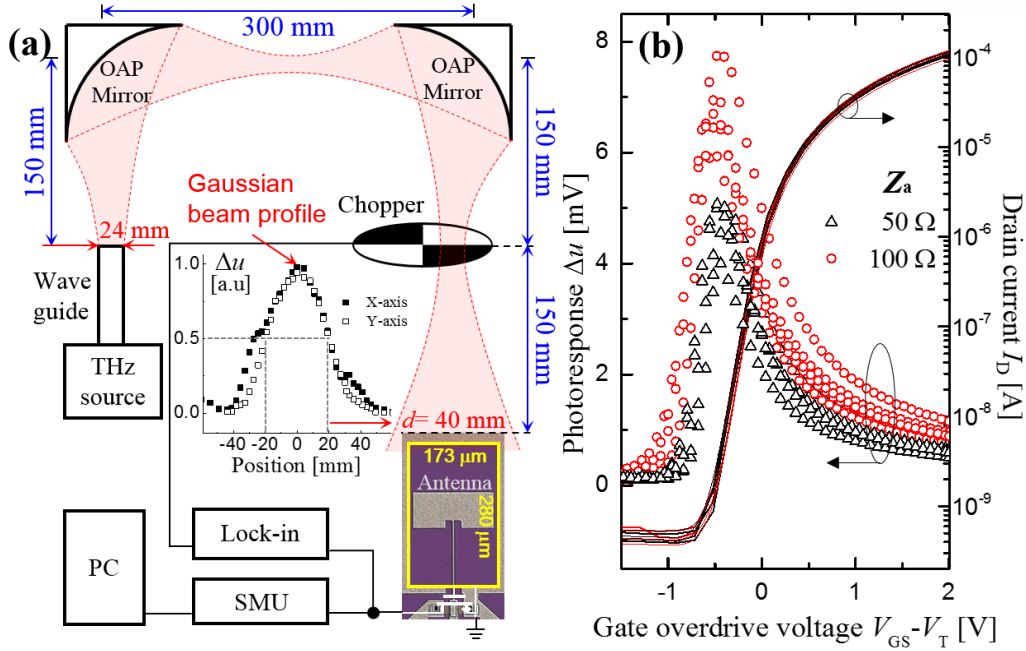 (a)
300 mm
OAP
Mirror
OAP
Mirror
150 mm
150 mm
24 mm
Gaussian
beam profile
Chopper
Wave
guide
THz
source
Δu
[a.u]
1.0
0.5
0.0
X-axis
Y-axis
-40 -20 0 20 40
Position [mm]
d= 40 mm
150 mm
173 μm
Antenna
280 μm
PC
Lock-in
SMU
(b)
Photoresponse Δu [mV]
8
6
4
2
0
Zₐ
50 Ω
100 Ω
10⁻⁴
10⁻⁵
10⁻⁶
10⁻⁷
10⁻⁸
10⁻⁹
Drain current I_D [A]
-1 0 1 2
Gate overdrive voltage V_GS-V_T [V]